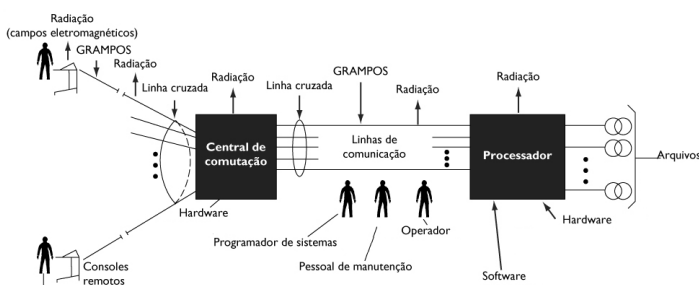 Radiação
(campos eletromagnéticos)
GRAMPOS
Radiação
Linha cruzada
Radiação
Linha cruzada
GRAMPOS
Radiação
Radiação
Central de
comutação
Linhas de
comunicação
Processador
Arquivos
Hardware
Programador de sistemas
Operador
Hardware
Pessoal de manutenção
Consoles
remotos
Software